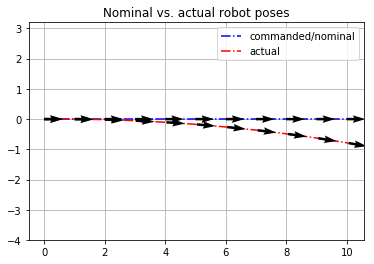 Nominal vs. actual robot poses
commanded/nominal
actual
3
2
1
0
−1
−2
−3
−4
0 2 4 6 8 10